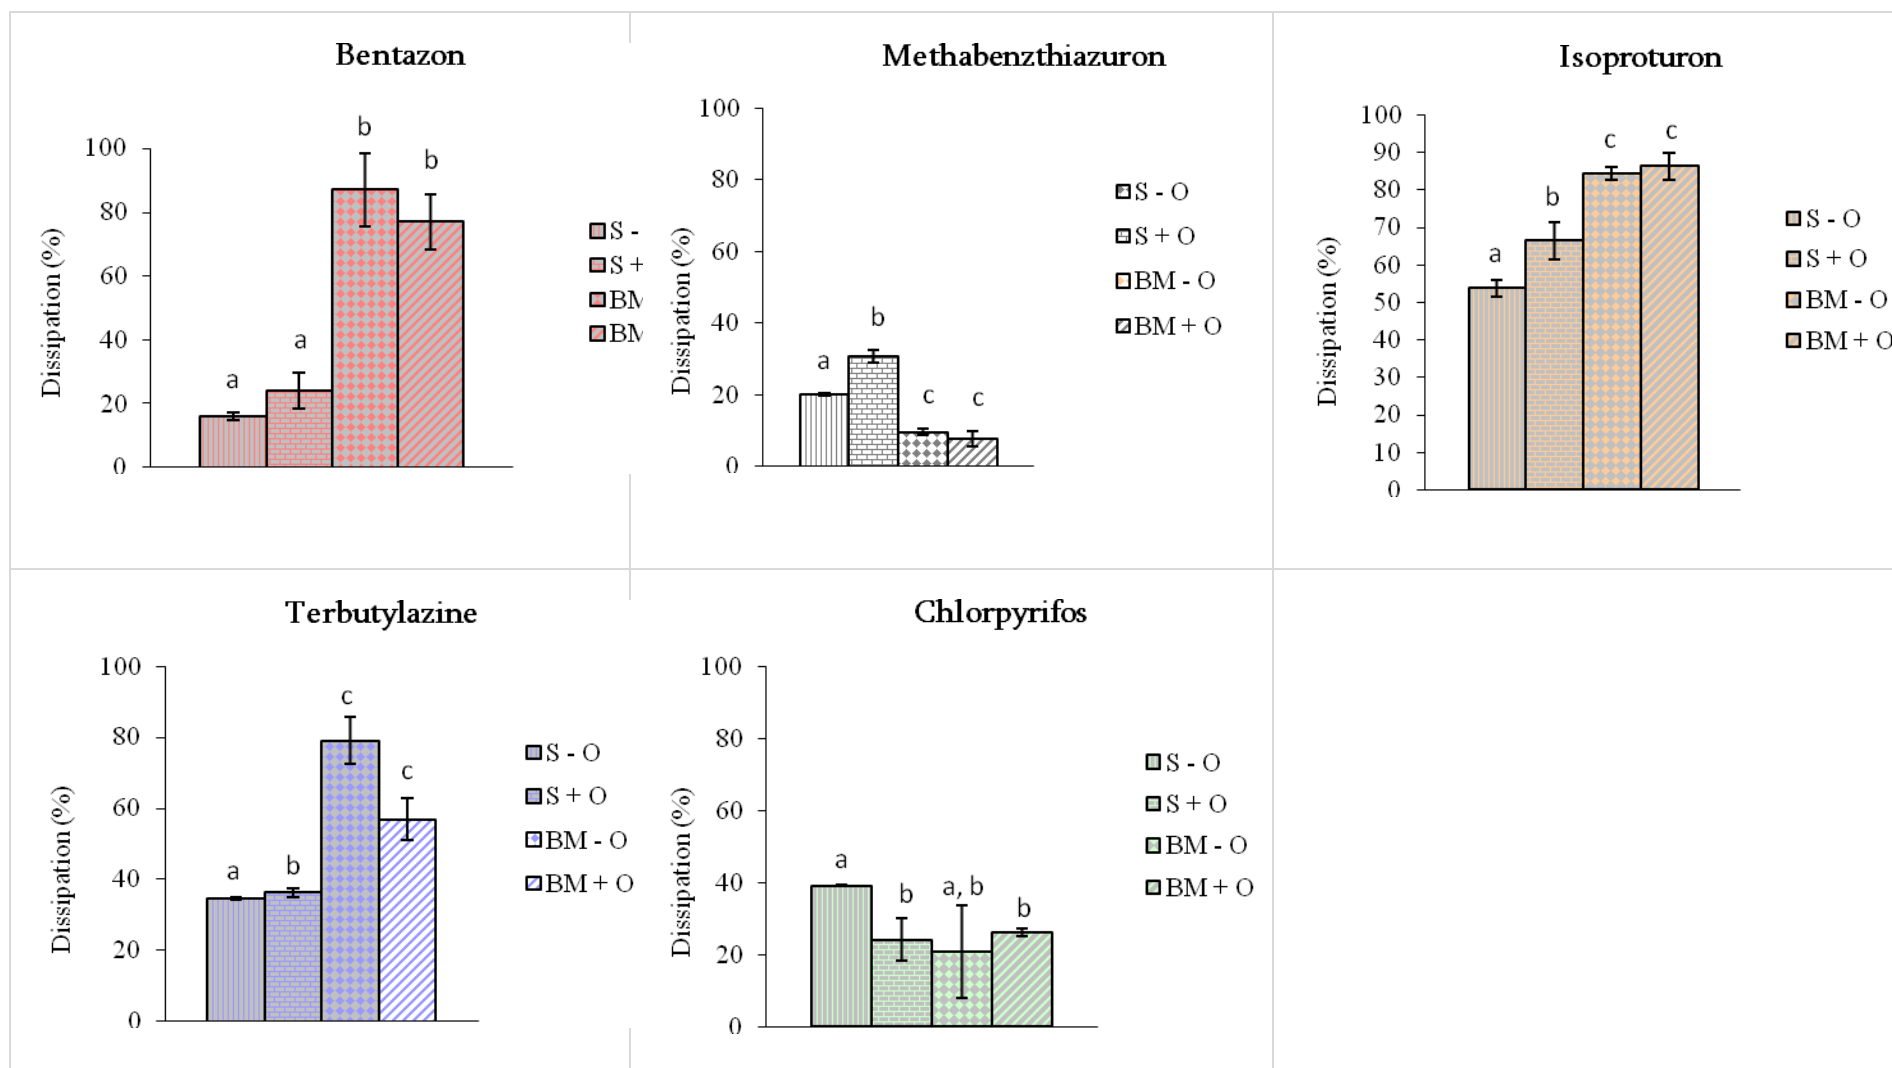 Bentazon
Dissipation (%)
100
80
60
40
20
0
a
a
b
b
S -
S +
BM
BM
Methabenzthiazuron
Dissipation (%)
100
80
60
40
20
0
a
b
c
c
S - O
S + O
BM - O
BM + O
Isoproturon
Dissipation (%)
100
90
80
70
60
50
40
30
20
10
0
a
b
c
c
S - O
S + O
BM - O
BM + O
Terbutylazine
Dissipation (%)
100
80
60
40
20
0
a
b
c
c
S - O
S + O
BM - O
BM + O
Chlorpyrifos
Dissipation (%)
100
80
60
40
20
0
a
b
a, b
b
S - O
S + O
BM - O
BM + O